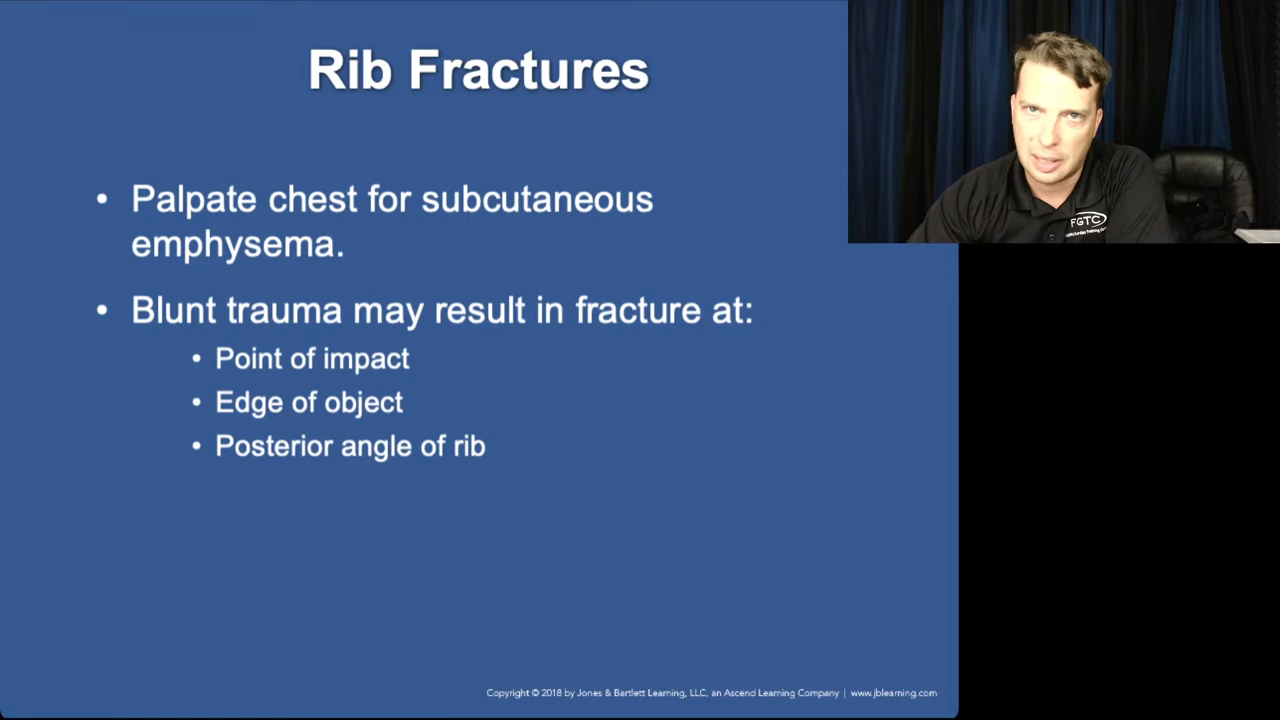 Rib Fractures
• Palpate chest for subcutaneous
emphysema.
• Blunt trauma may result in fracture at:
• Point of impact
• Edge of object
• Posterior angle of rib
FGTC
Copyright © 2018 by Jones & Bartlett Learning, LLC, an Ascend Learning Company | www.jblearning.com